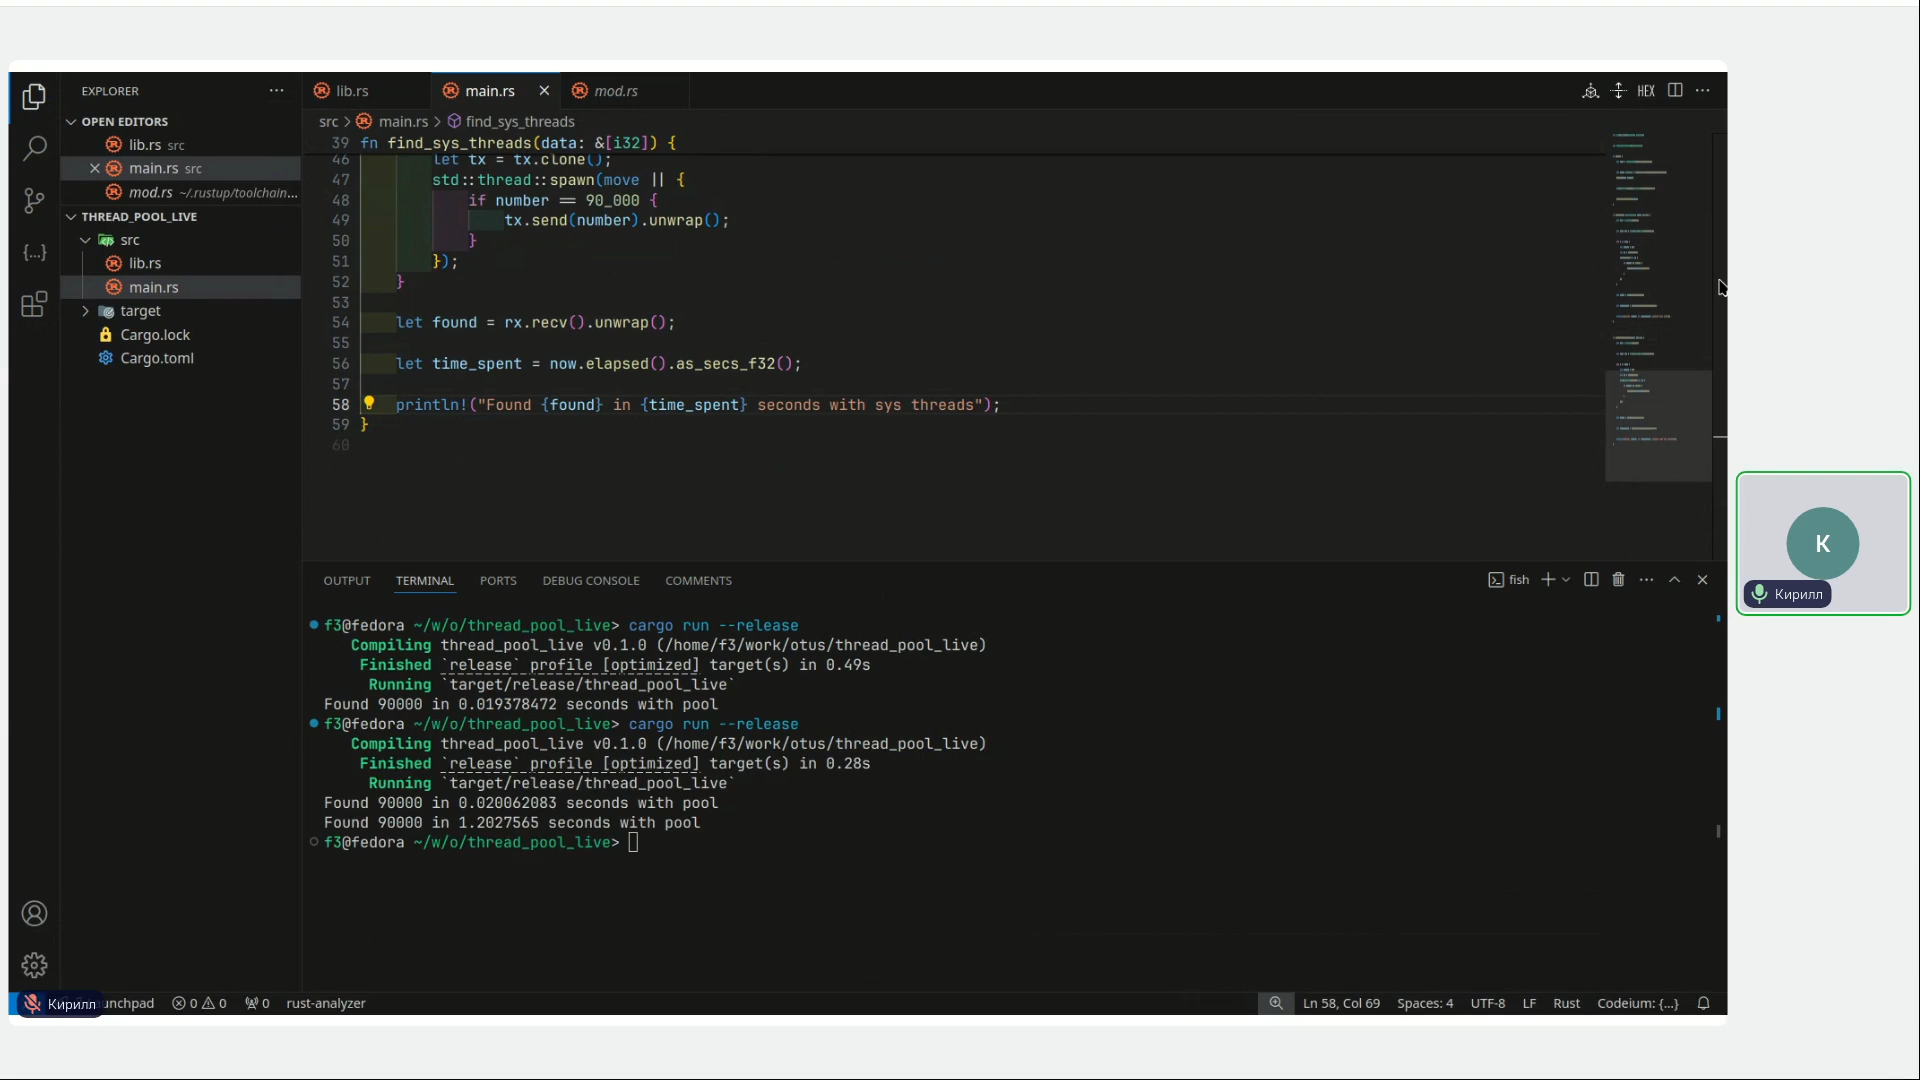 EXPLORER
OPEN EDITORS
lib.rs src
main.rs src
mod.rs ~/.rustup/toolchain...
THREAD_POOL_LIVE
src
lib.rs
main.rs
target
Cargo.lock
Cargo.toml
lib.rs
main.rs
mod.rs
HEX
src > main.rs > find_sys_threads
39 fn find_sys_threads(data: &[i32]) {
46 let tx = tx.clone();
47 std::thread::spawn(move || {
48 if number == 90_000 {
49 tx.send(number).unwrap();
50 }
51 });
52 }
53
54 let found = rx.recv().unwrap();
55
56 let time_spent = now.elapsed().as_secs_f32();
57
58 println!("Found {found} in {time_spent} seconds with sys threads");
59 }
60
OUTPUT TERMINAL PORTS DEBUG CONSOLE COMMENTS
fish
f3@fedora ~/w/o/thread_pool_live> cargo run --release
Compiling thread_pool_live v0.1.0 (/home/f3/work/otus/thread_pool_live)
Finished `release` profile [optimized] target(s) in 0.49s
Running `target/release/thread_pool_live`
Found 90000 in 0.019378472 seconds with pool
f3@fedora ~/w/o/thread_pool_live> cargo run --release
Compiling thread_pool_live v0.1.0 (/home/f3/work/otus/thread_pool_live)
Finished `release` profile [optimized] target(s) in 0.28s
Running `target/release/thread_pool_live`
Found 90000 in 0.020062083 seconds with pool
Found 90000 in 1.2027565 seconds with pool
f3@fedora ~/w/o/thread_pool_live>
К
Кирилл
Кирилл
unchpad 0 0 0 rust-analyzer
Ln 58, Col 69 Spaces: 4 UTF-8 LF Rust Codeium: {...}